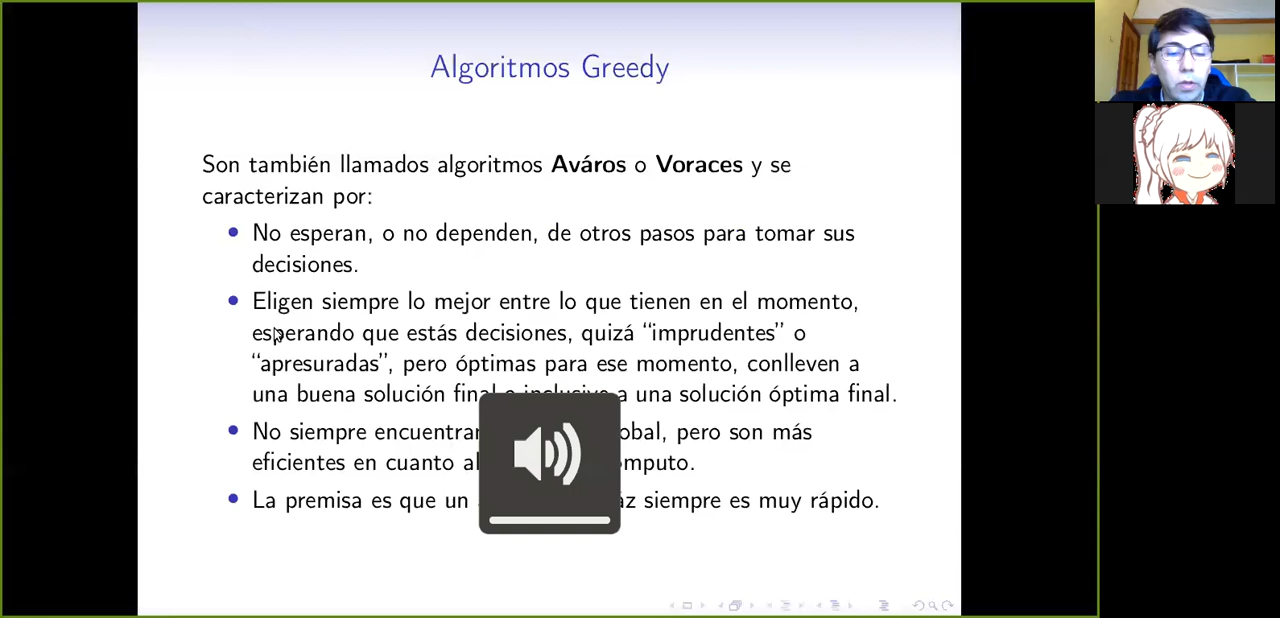 Algoritmos Greedy
Son también llamados algoritmos Aváros o Voraces y se
caracterizan por:
No esperan, o no dependen, de otros pasos para tomar sus
decisiones.
Eligen siempre lo mejor entre lo que tienen en el momento,
esperando que estás decisiones, quizá “imprudentes” o
“apresuradas”, pero óptimas para ese momento, conlleven a
una buena solución final o inclusive a una solución óptima final.
No siempre encuentran pero son más
eficientes en cuanto al
La premisa es que un siempre es muy rápido.